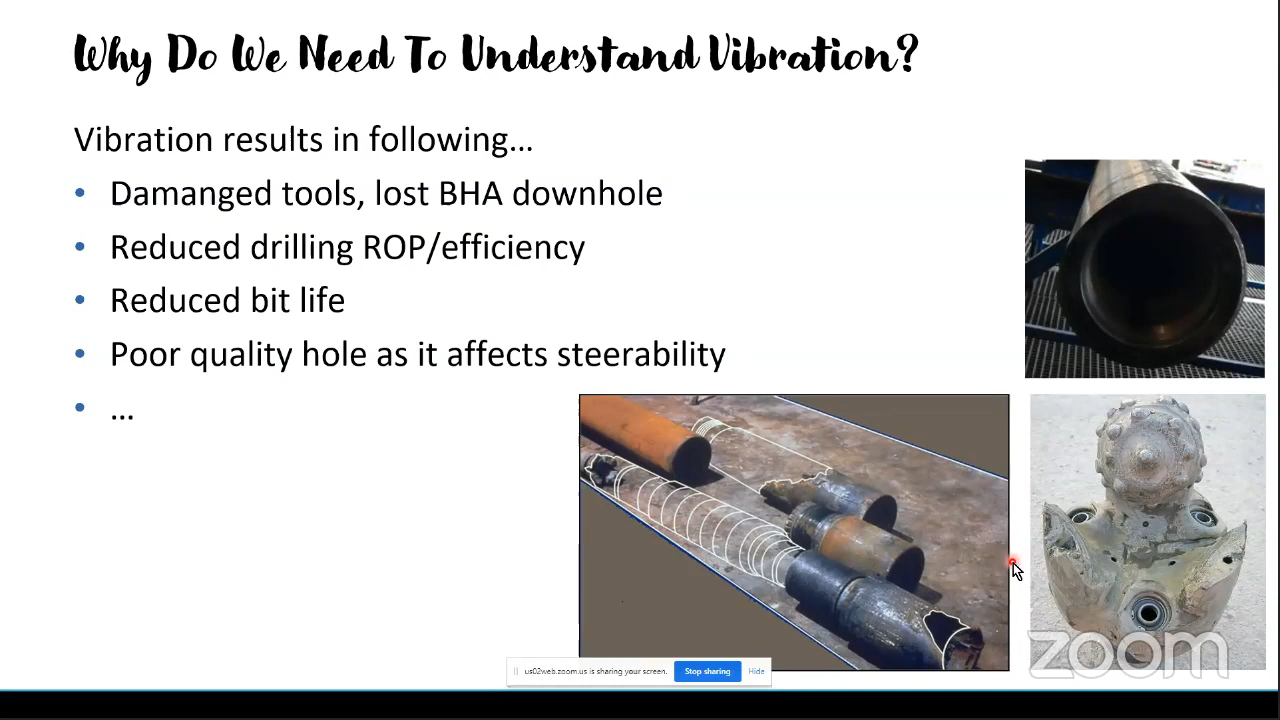 Why Do We Need To Understand Vibration?
Vibration results in following...
• Damanged tools, lost BHA downhole
• Reduced drilling ROP/efficiency
• Reduced bit life
• Poor quality hole as it affects steerability
• ...
zoom
us02web.zoom.us is sharing your screen. Stop sharing Hide